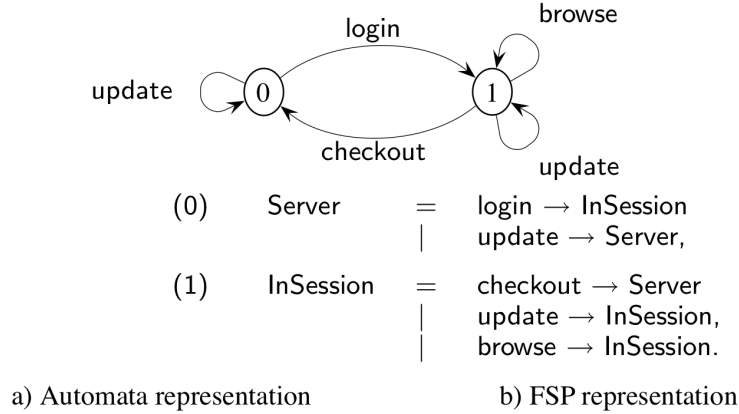 browse
login
update
0
1
checkout
update
(0) Server = login → InSession
| update → Server,
(1) InSession = checkout → Server
| update → InSession,
| browse → InSession.
a) Automata representation b) FSP representation